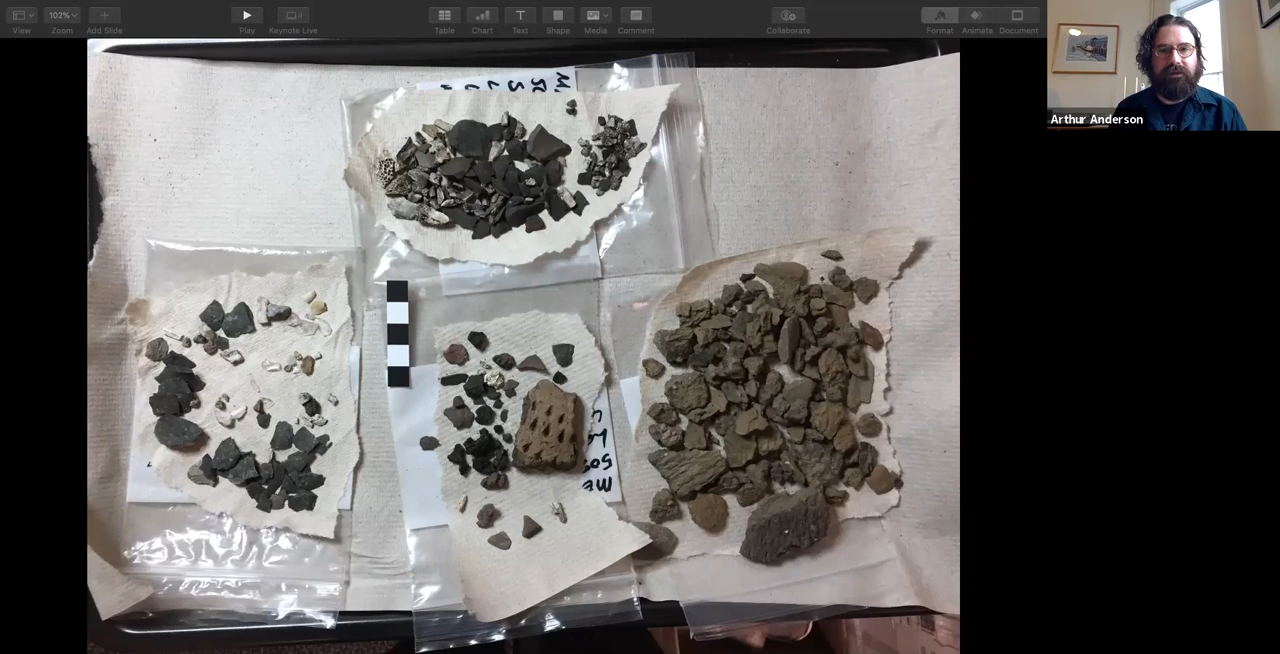 102%
View
Zoom
Add Slide
Play
Keynote Live
Table
Chart
Text
Shape
Media
Comment
Collaborate
Format
Animate
Document
Arthur Anderson